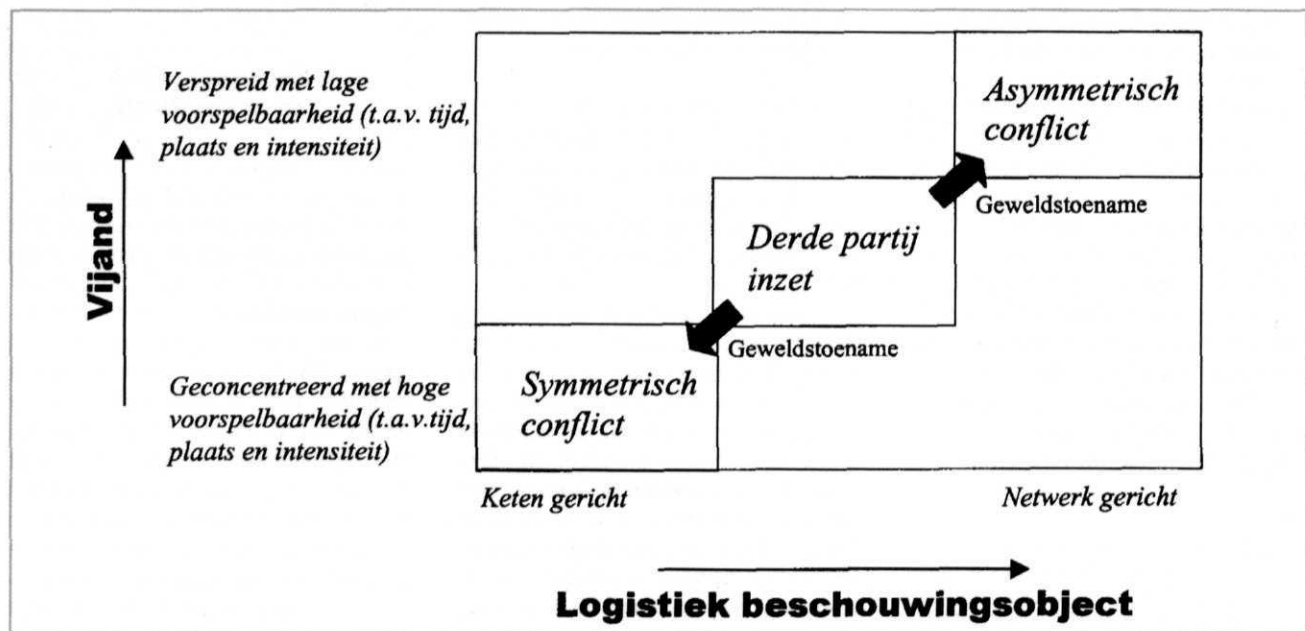 Verspreid met lage
voorspelbaarheid (t.a.v. tijd,
plaats en intensiteit)
Asymmetrisch
conflict
Geweldstoename
Vijand
Derde partij
inzet
Geweldstoename
Geconcentreerd met hoge
voorspelbaarheid (t.a.v.tijd,
plaats en intensiteit)
Symmetrisch
conflict
Keten gericht
Netwerk gericht
Logistiek beschouwingsobject